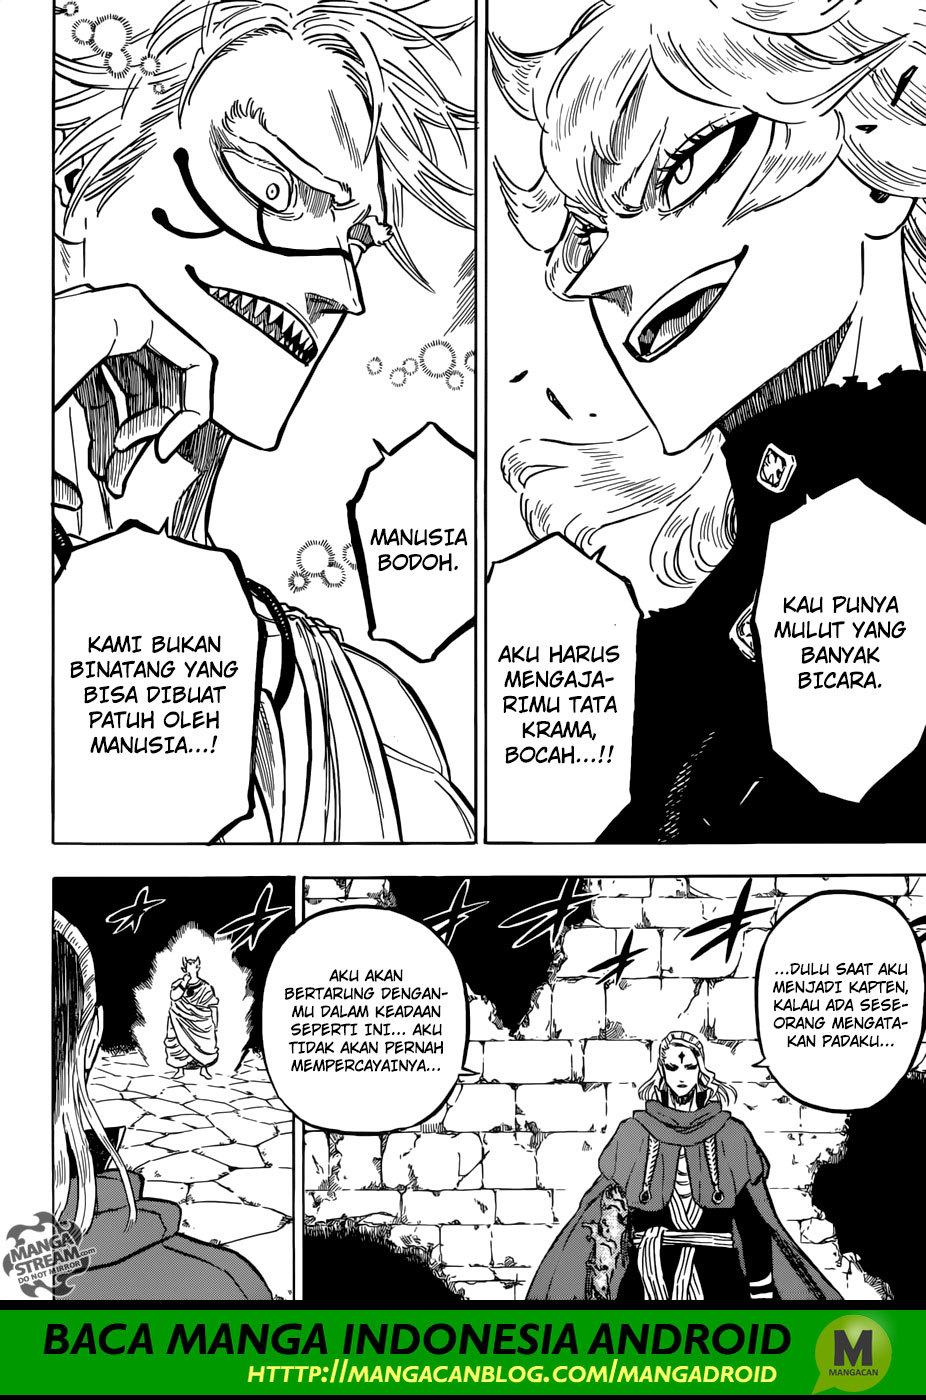 KAU PUNYA
MULUT YANG
BANYAK
BICARA.
AKU HARUS
MENGAJA-
RIMU TATA
KRAMA,
BOCAH...!!
MANUSIA
BODOH.
KAMI BUKAN
BINATANG YANG
BISA DIBUAT
PATUH OLEH
MANUSIA...!
...DULU SAAT AKU
MENJADI KAPTEN,
KALAU ADA SESE-
ORANG MENGATA-
KAN PADAKU...
AKU AKAN
BERTARUNG DENGAN-
MU DALAM KEADAAN
SEPERTI INI... AKU
TIDAK AKAN PERNAH
MEMPERCAYAINYA...
MANGA
STREAM.com
DO NOT MIRROR!
BACA MANGA INDONESIA ANDROID
HTTTP://MANGACANBLOG.COM/MANGADROID
M
MANGACAN